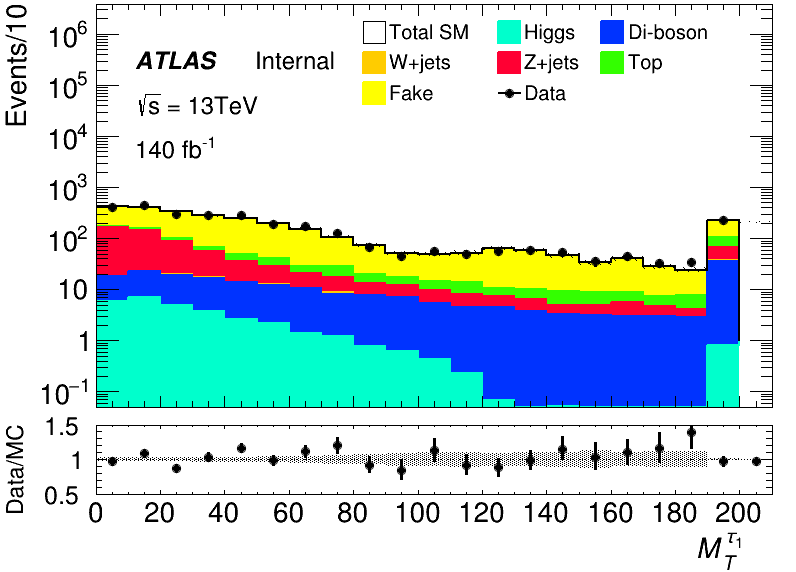 Events/10
10⁶
10⁵
10⁴
10³
10²
10
1
10⁻¹
ATLAS Internal
√s = 13TeV
140 fb⁻¹
Total SM Higgs Di-boson
W+jets Z+jets Top
Fake Data
Data/MC
1.5
1
0.5
0 20 40 60 80 100 120 140 160 180 200
M_T^τ₁